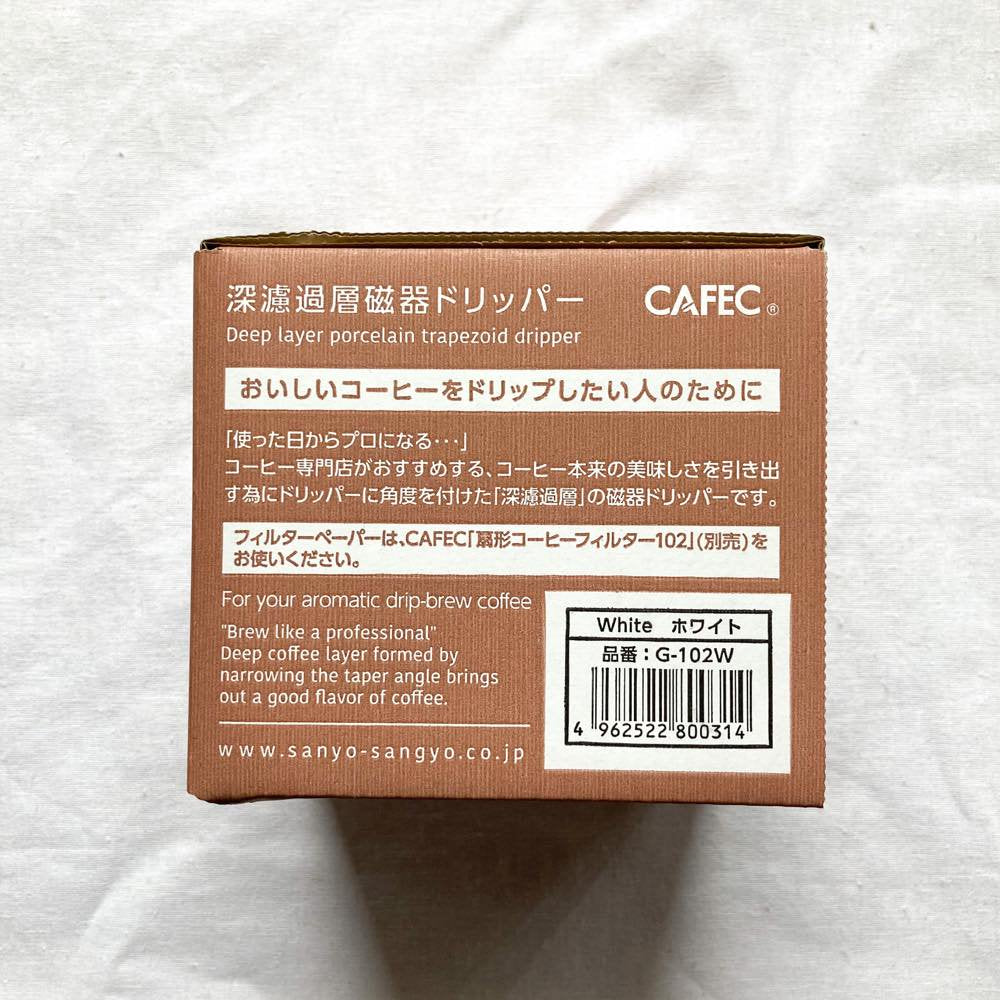 深濾過層磁器ドリッパー
CAFEC®
Deep layer porcelain trapezoid dripper
おいしいコーヒーをドリップしたい人のために
「使った日からプロになる･･･」
コーヒー専門店がおすすめする、コーヒー本来の美味しさを引き出
す為にドリッパーに角度を付けた「深濾過層」の磁器ドリッパーです。
フィルターペーパーは、CAFEC「扇形コーヒーフィルター102」(別売)を
お使いください。
For your aromatic drip-brew coffee
"Brew like a professional"
Deep coffee layer formed by
narrowing the taper angle brings
out a good flavor of coffee.
www.sanyo-sangyo.co.jp
White ホワイト
品番：G-102W
4 962522 800314